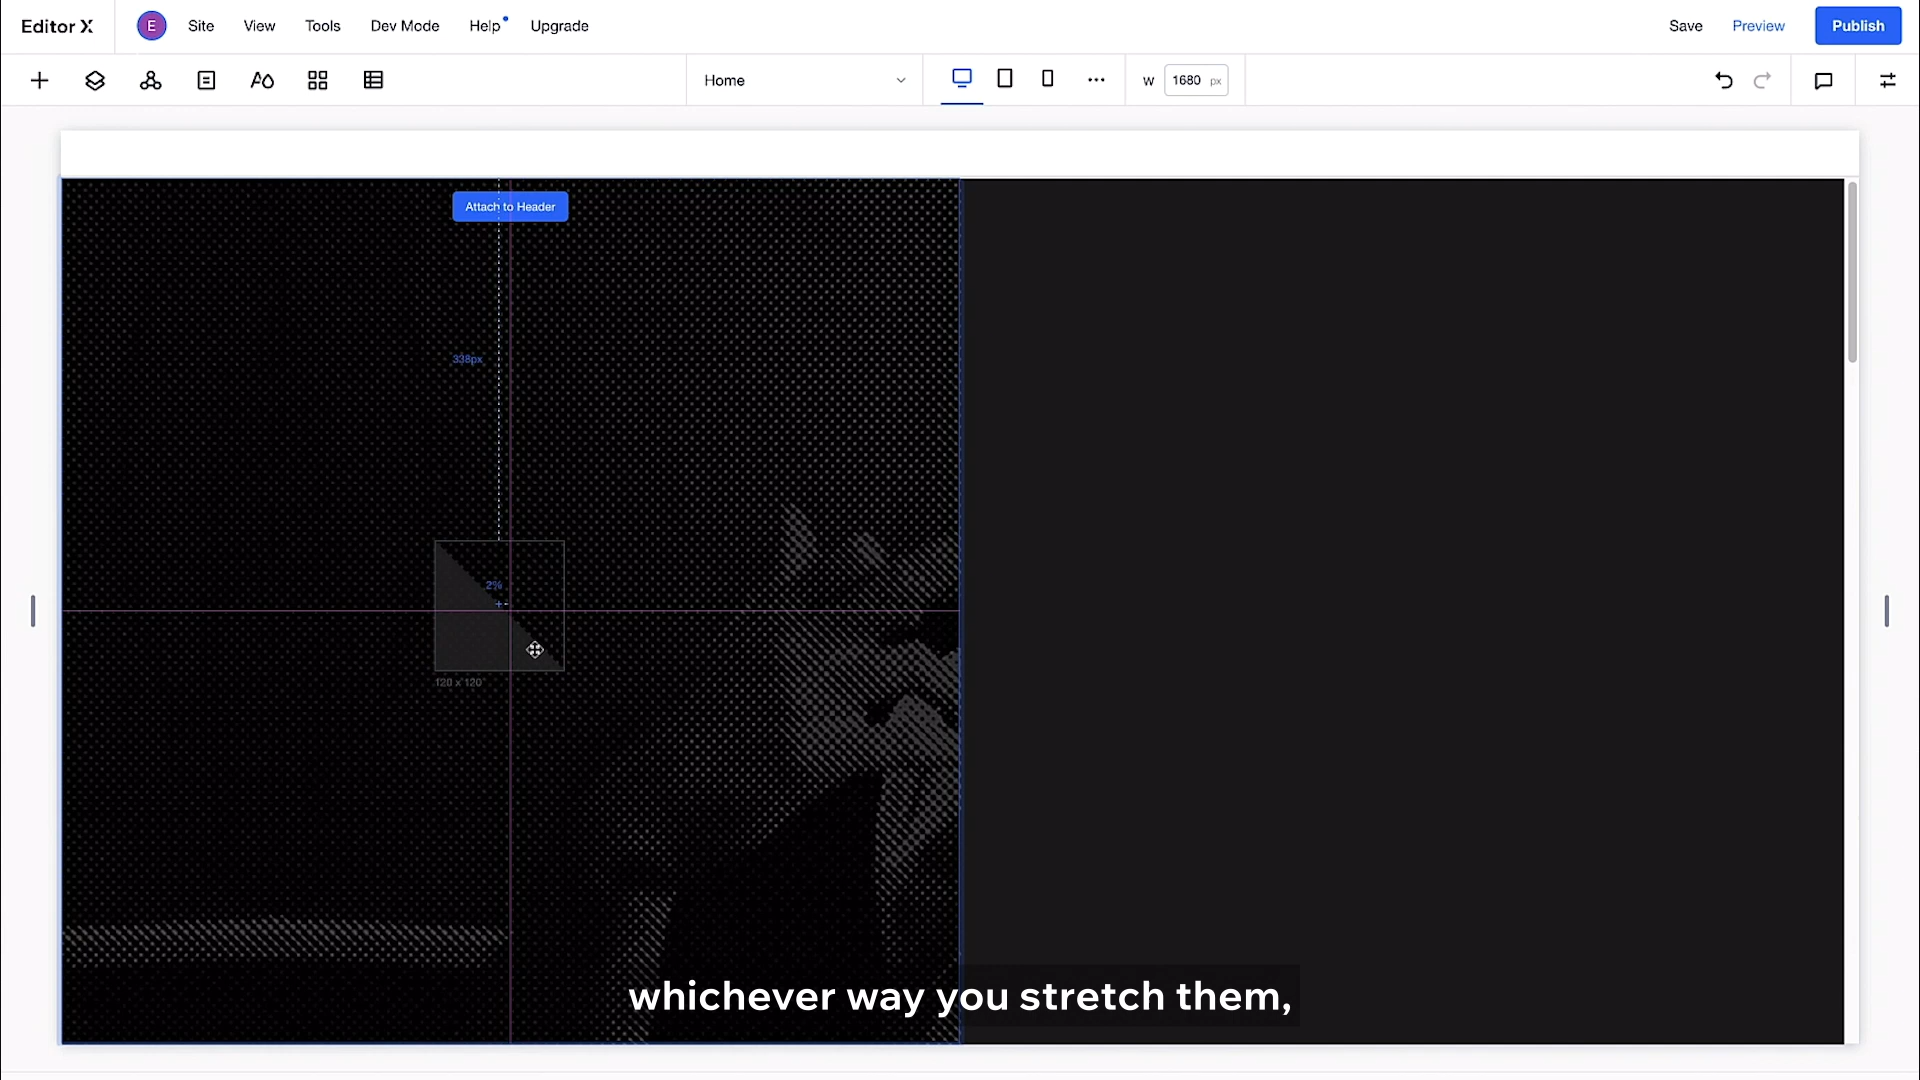 Editor X
E
Site
View
Tools
Dev Mode
Help
Upgrade
Save
Preview
Publish
Home
W
1680 px
Attach to Header
338px
2%
120 x 120
whichever way you stretch them,